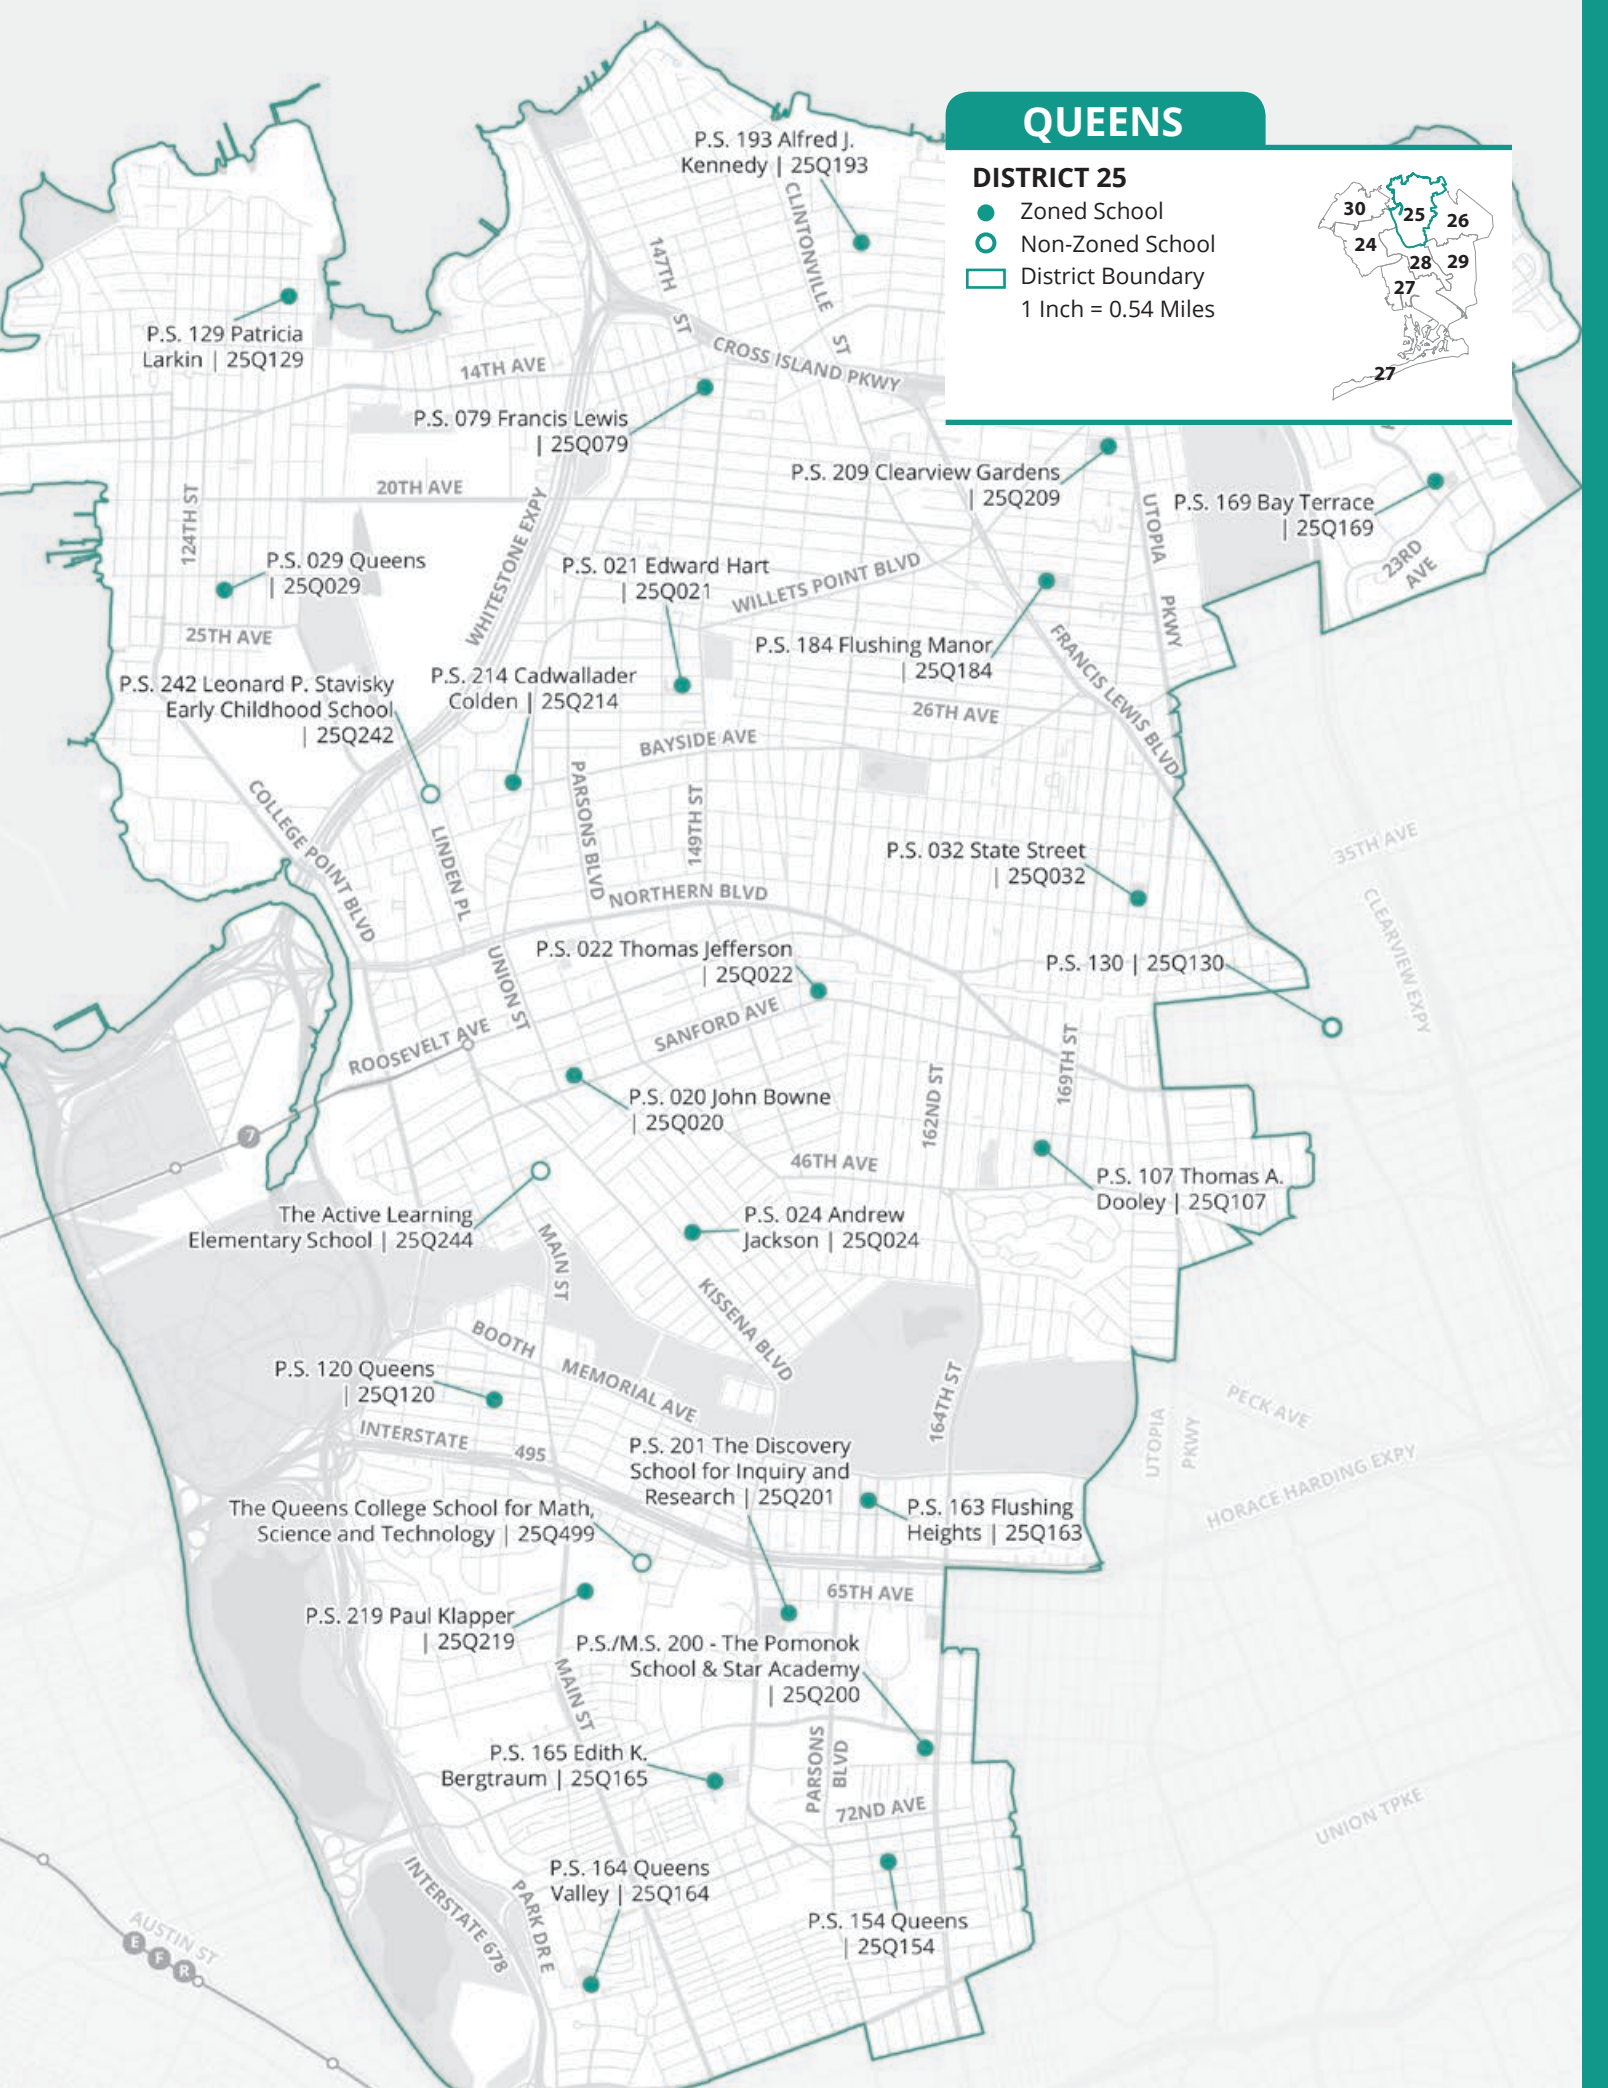 QUEENS
DISTRICT 25
Zoned School
Non-Zoned School
District Boundary
1 Inch = 0.54 Miles
30
25
26
24
28
29
27
27
P.S. 193 Alfred J.
Kennedy | 25Q193
CLINTONVILLE
ST
147TH
ST
P.S. 129 Patricia
Larkin | 25Q129
14TH AVE
CROSS ISLAND PKWY
P.S. 079 Francis Lewis
| 25Q079
P.S. 209 Clearview Gardens
| 25Q209
P.S. 169 Bay Terrace
| 25Q169
20TH AVE
124TH ST
WHITESTONE EXPY
UTOPIA
PKWY
23RD
AVE
P.S. 029 Queens
| 25Q029
P.S. 021 Edward Hart
| 25Q021
WILLETS POINT BLVD
25TH AVE
P.S. 184 Flushing Manor
| 25Q184
FRANCIS LEWIS BLVD
P.S. 242 Leonard P. Stavisky
Early Childhood School
| 25Q242
P.S. 214 Cadwallader
Colden | 25Q214
26TH AVE
BAYSIDE AVE
COLLEGE POINT BLVD
LINDEN PL
PARSONS BLVD
149TH ST
35TH AVE
P.S. 032 State Street
| 25Q032
NORTHERN BLVD
CLEARVIEW EXPY
UNION ST
P.S. 022 Thomas Jefferson
| 25Q022
P.S. 130 | 25Q130
SANFORD AVE
ROOSEVELT AVE
169TH ST
162ND ST
P.S. 020 John Bowne
| 25Q020
7
46TH AVE
P.S. 107 Thomas A.
Dooley | 25Q107
The Active Learning
Elementary School | 25Q244
MAIN ST
P.S. 024 Andrew
Jackson | 25Q024
KISSENA BLVD
BOOTH
MEMORIAL AVE
P.S. 120 Queens
| 25Q120
164TH ST
PECK AVE
UTOPIA
PKWY
INTERSTATE
495
P.S. 201 The Discovery
School for Inquiry and
Research | 25Q201
HORACE HARDING EXPY
The Queens College School for Math,
Science and Technology | 25Q499
P.S. 163 Flushing
Heights | 25Q163
65TH AVE
P.S. 219 Paul Klapper
| 25Q219
P.S./M.S. 200 - The Pomonok
School & Star Academy
| 25Q200
MAIN ST
P.S. 165 Edith K.
Bergtraum | 25Q165
PARSONS
BLVD
72ND AVE
UNION TPKE
INTERSTATE 678
PARK DR E
P.S. 164 Queens
Valley | 25Q164
P.S. 154 Queens
| 25Q154
AUSTIN ST
E
F
R